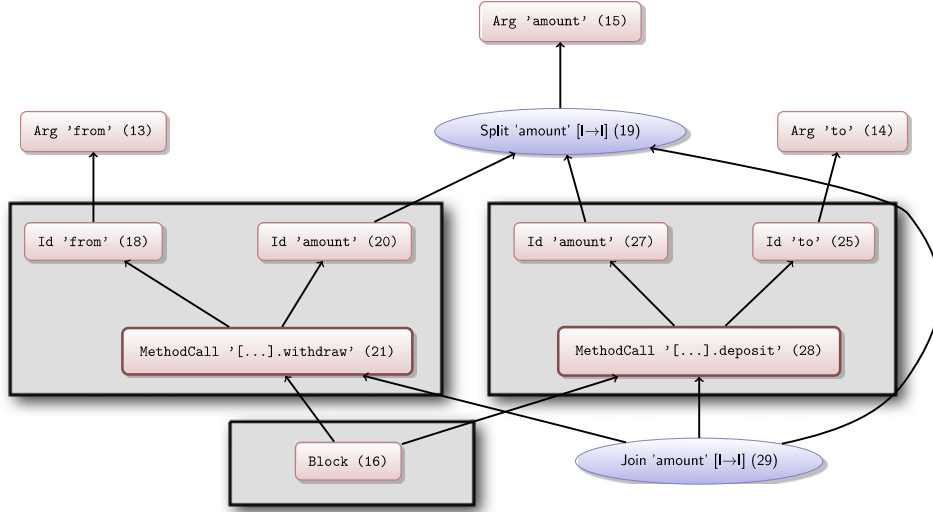 Arg 'amount' (15)
Arg 'from' (13)
Split 'amount' [I→I] (19)
Arg 'to' (14)
Id 'from' (18)
Id 'amount' (20)
Id 'amount' (27)
Id 'to' (25)
MethodCall '[...].withdraw' (21)
MethodCall '[...].deposit' (28)
Block (16)
Join 'amount' [I→I] (29)